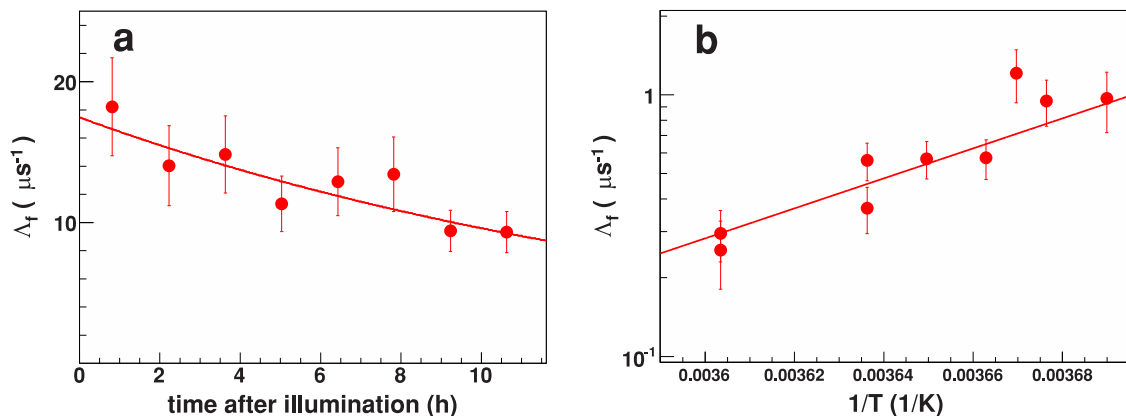 a
20
10
Λf ( μs-1)
0 2 4 6 8 10
time after illumination (h)
b
1
10-1
Λf ( μs-1)
0.0036 0.00362 0.00364 0.00366 0.00368
1/T (1/K)